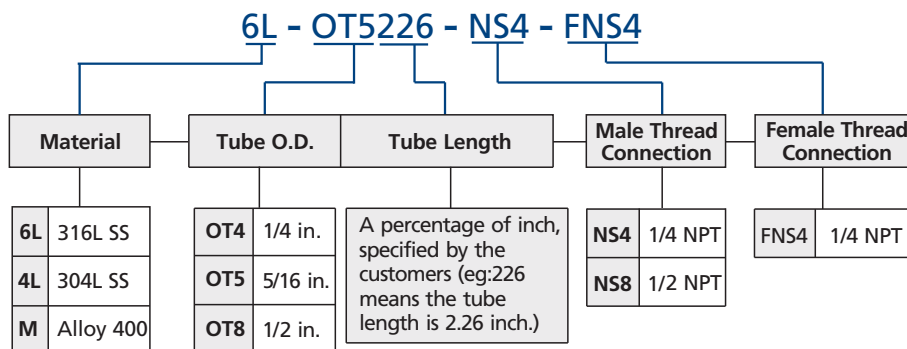 6L - OT5226 - NS4 - FNS4
Material
Tube O.D.
Tube Length
Male Thread
Connection
Female Thread
Connection
6L 316L SS
4L 304L SS
M Alloy 400
OT4 1/4 in.
OT5 5/16 in.
OT8 1/2 in.
A percentage of inch,
specified by the
customers (eg:226
means the tube
length is 2.26 inch.)
NS4 1/4 NPT
NS8 1/2 NPT
FNS4 1/4 NPT